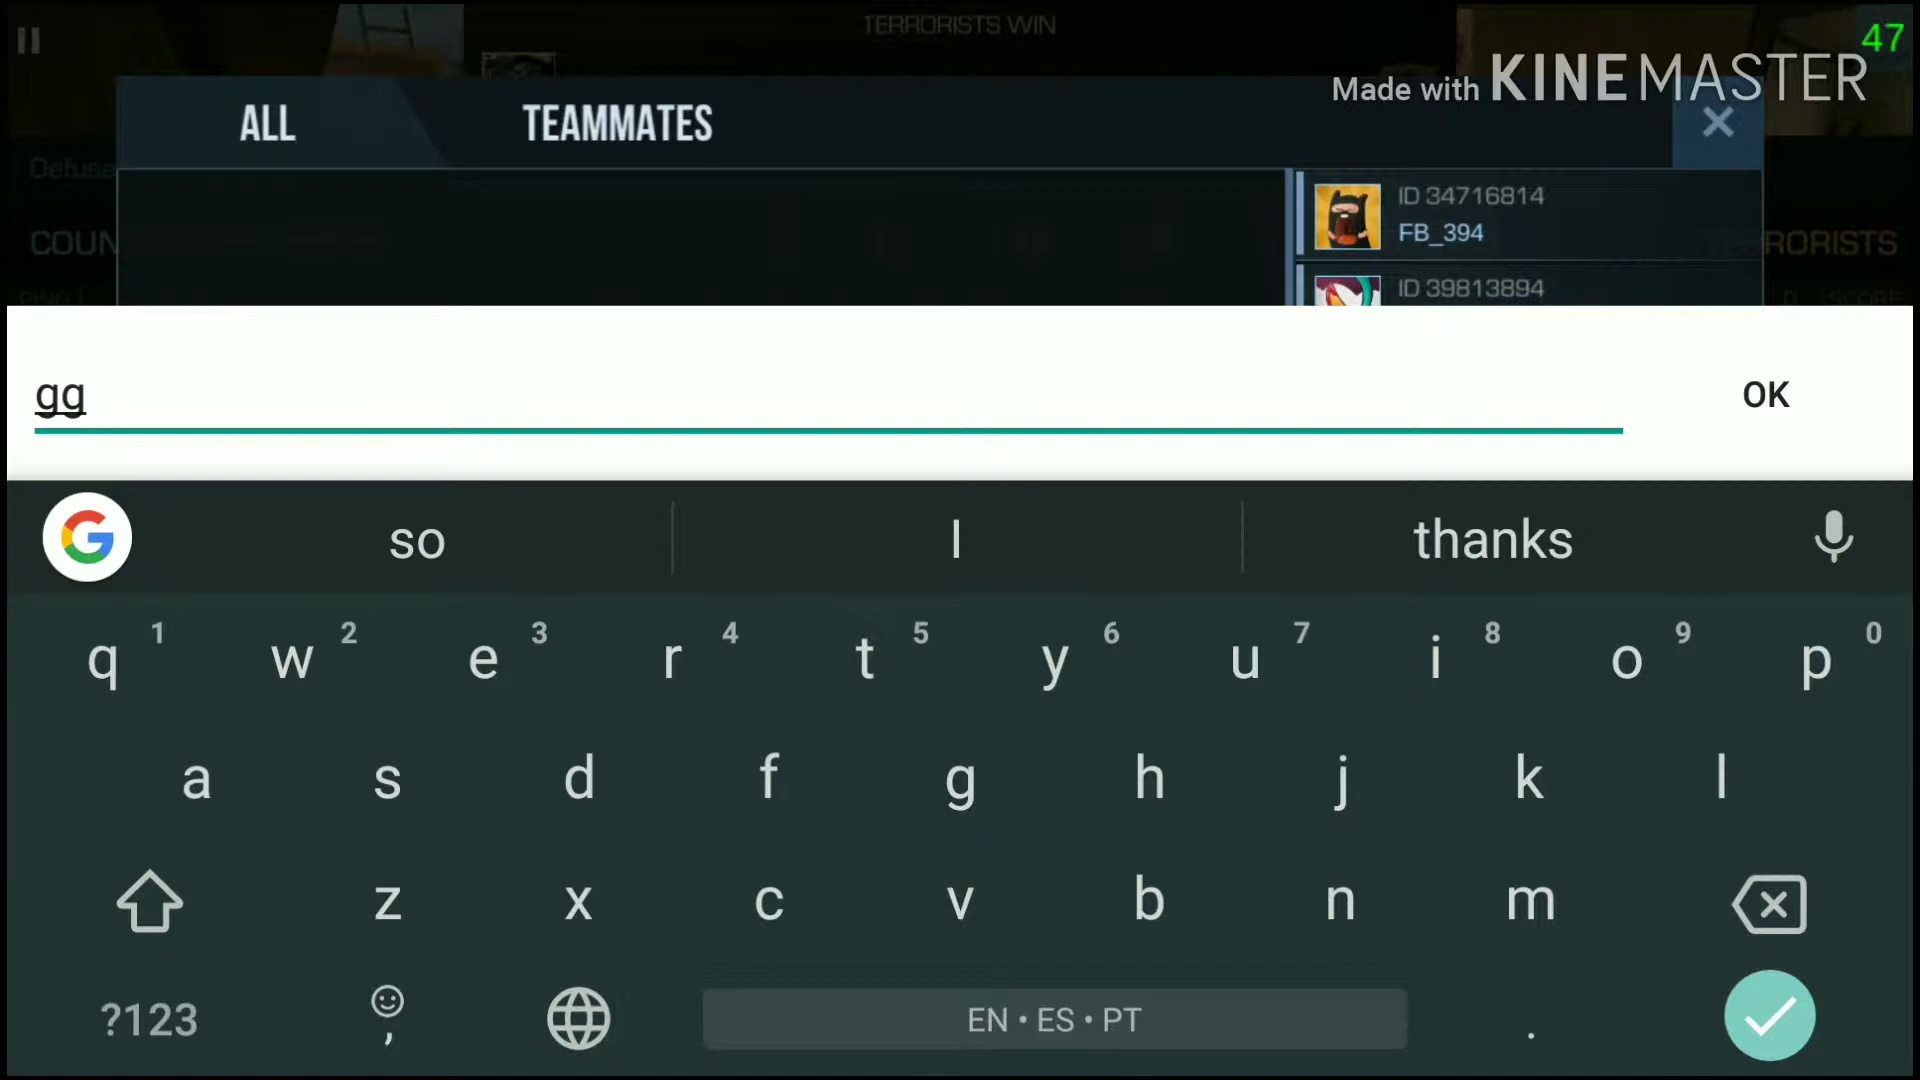 TERRORISTS WIN
47
Made with KINEMASTER
ALL
TEAMMATES
Defusa
ID 34716814
FB_394
COUN
RORISTS
ID 39813894
gg
OK
so
I
thanks
q 1 w 2 e 3 r 4 t 5 y 6 u 7 i 8 o 9 p 0
a s d f g h j k l
z x c v b n m
?123
,
EN • ES • PT
.